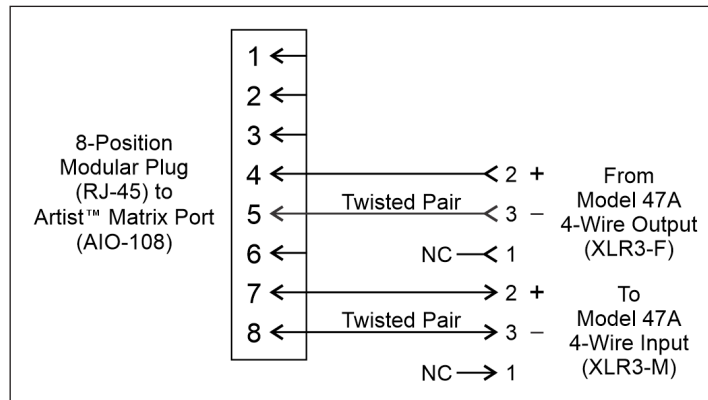 8-Position
Modular Plug
(RJ-45) to
Artist™ Matrix Port
(AIO-108)
1
2
3
4
5
6
7
8
Twisted Pair
2 +
3 –
NC 1
From
Model 47A
4-Wire Output
(XLR3-F)
Twisted Pair
2 +
3 –
NC 1
To
Model 47A
4-Wire Input
(XLR3-M)